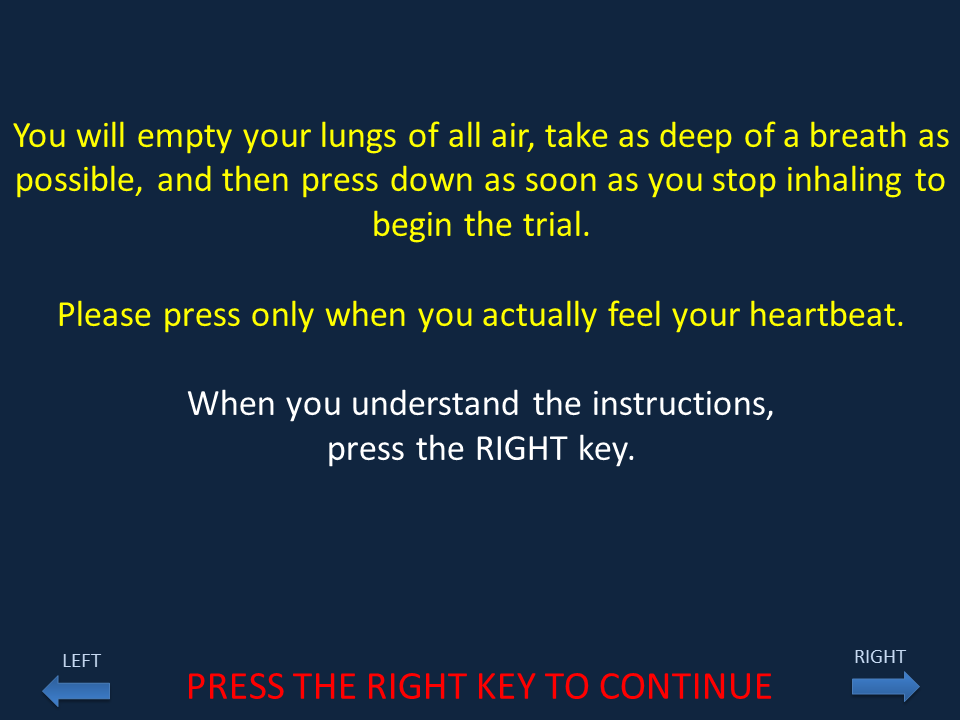 You will empty your lungs of all air, take as deep of a breath as
possible, and then press down as soon as you stop inhaling to
begin the trial.
Please press only when you actually feel your heartbeat.
When you understand the instructions,
press the RIGHT key.
LEFT
RIGHT
PRESS THE RIGHT KEY TO CONTINUE